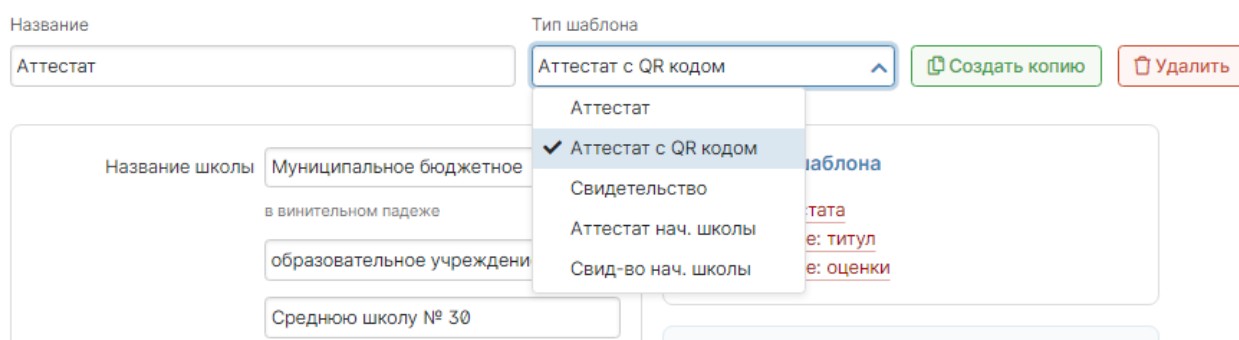 Название
Тип шаблона
Аттестат
Аттестат с QR кодом
Создать копию
Удалить
Аттестат
Аттестат с QR кодом
Свидетельство
Аттестат нач. школы
Свид-во нач. школы
Название школы
Муниципальное бюджетное
в винительном падеже
образовательное учреждени
Среднюю школу № 30
аблона
тата
е: титул
е: оценки